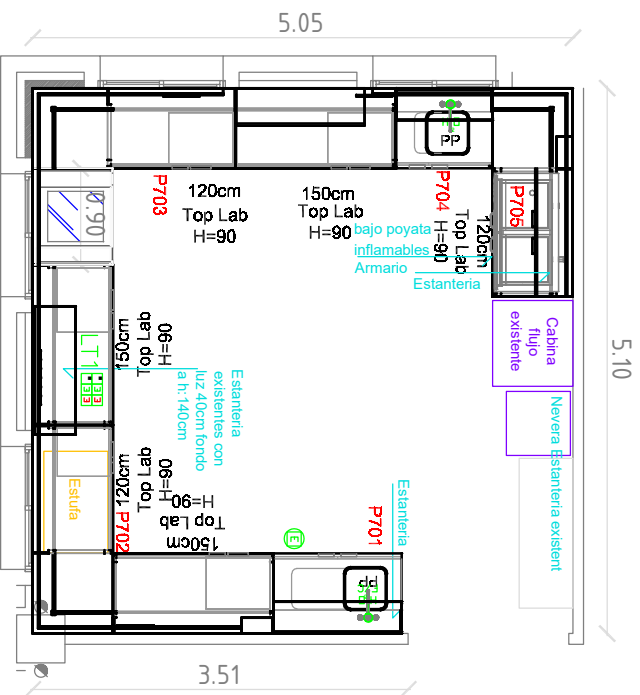 5.05
PP
P703
120cm
Top Lab
H=90
150cm
Top Lab
H=90
P704
120cm
Top Lab
H=90
P705
bajo poyata
inflamables
Armario
Estanteria
0.90
5.10
Cabina
flujo
existente
Nevera Estanteria existent
LT1
150cm
Top Lab
H=90
Estanteria
existentes con
luz 40cm fondo
a h:140cm
Estufa
120cm
Top Lab
H=90
P702
150cm
Top Lab
H=90
P701
Estanteria
PP
3.51